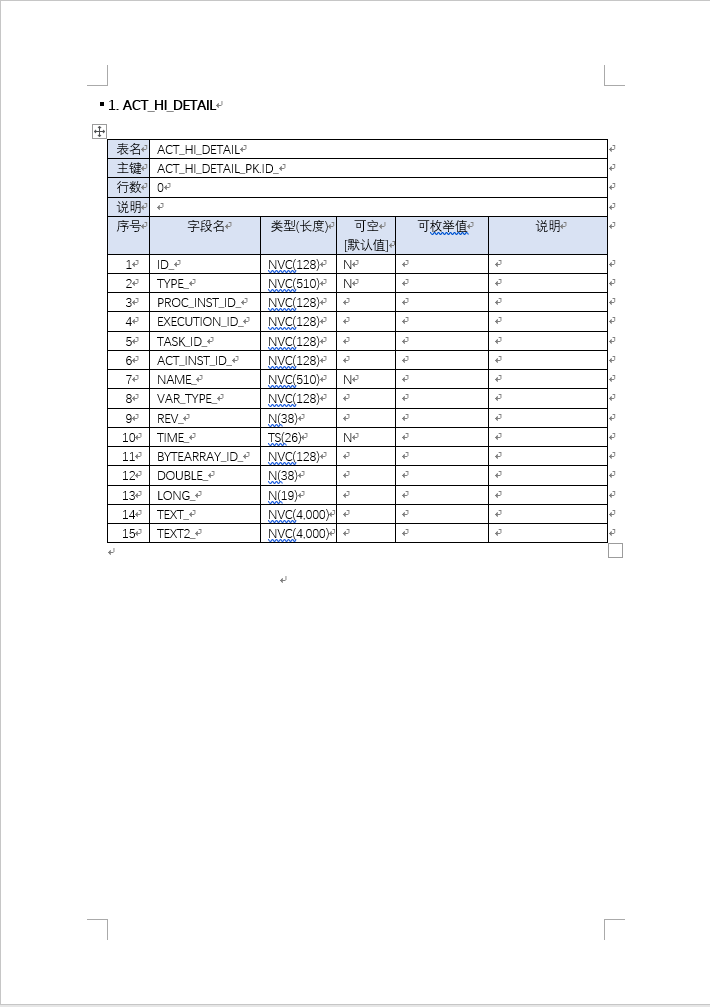 1. ACT_HI_DETAIL
表名 ACT_HI_DETAIL
主键 ACT_HI_DETAIL_PK.ID_
行数 0
说明
序号 字段名 类型(长度) 可空 可枚举值 说明
[默认值]
1 ID_ NVC(128) N
2 TYPE_ NVC(510) N
3 PROC_INST_ID_ NVC(128)
4 EXECUTION_ID_ NVC(128)
5 TASK_ID_ NVC(128)
6 ACT_INST_ID_ NVC(128)
7 NAME_ NVC(510) N
8 VAR_TYPE_ NVC(128)
9 REV_ N(38)
10 TIME_ TS(26) N
11 BYTEARRAY_ID_ NVC(128)
12 DOUBLE_ N(38)
13 LONG_ N(19)
14 TEXT_ NVC(4,000)
15 TEXT2_ NVC(4,000)